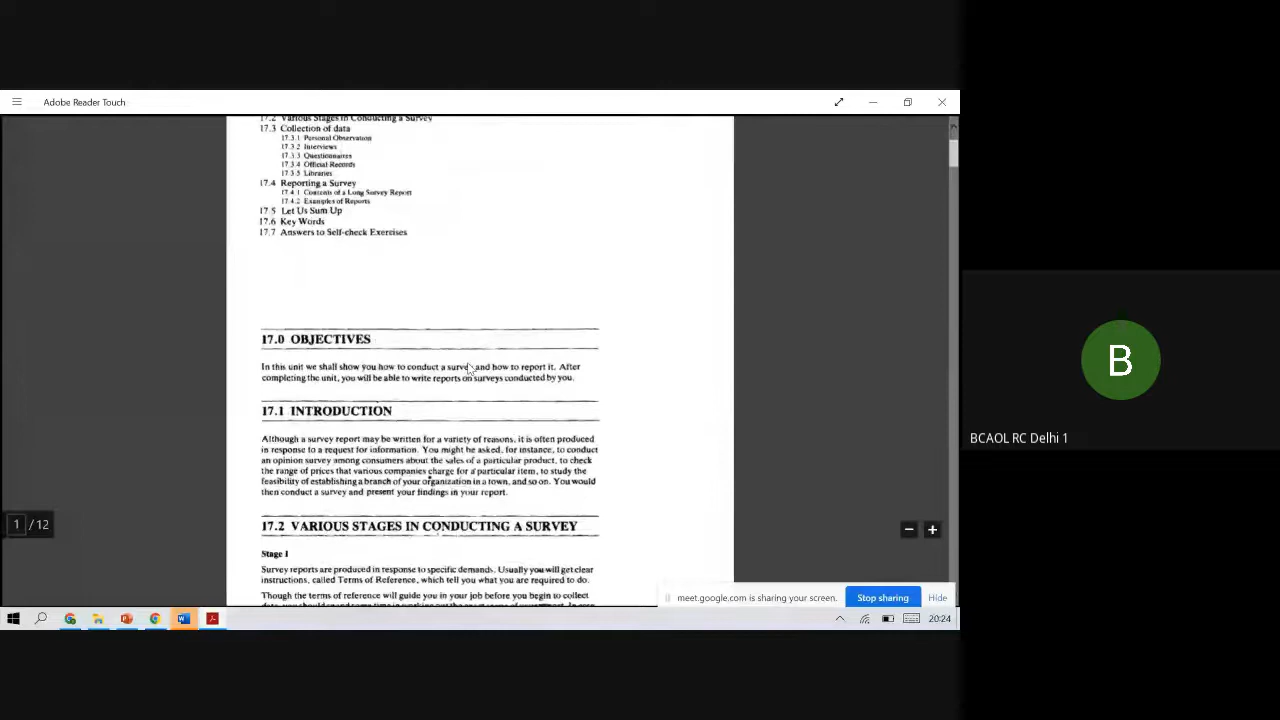 Adobe Reader Touch
17.2 Various Stages in Conducting a Survey
17.3 Collection of data
17.3.1 Personal Observation
17.3.2 Interviews
17.3.3 Questionnaires
17.3.4 Official Records
17.3.5 Libraries
17.4 Reporting a Survey
17.4.1 Contents of a Long Survey Report
17.4.2 Examples of Reports
17.5 Let Us Sum Up
17.6 Key Words
17.7 Answers to Self-check Exercises
17.0 OBJECTIVES
In this unit we shall show you how to conduct a survey and how to report it. After
completing the unit, you will be able to write reports on surveys conducted by you.
17.1 INTRODUCTION
Although a survey report may be written for a variety of reasons, it is often produced
in response to a request for information. You might be asked, for instance, to conduct
an opinion survey among consumers about the sales of a particular product, to check
the range of prices that various companies charge for a particular item, to study the
feasibility of establishing a branch of your organization in a town, and so on. You would
then conduct a survey and present your findings in your report.
17.2 VARIOUS STAGES IN CONDUCTING A SURVEY
Stage 1
Survey reports are produced in response to specific demands. Usually you will get clear
instructions, called Terms of Reference, which tell you what you are required to do.
Though the terms of reference will guide you in your job before you begin to collect
1 / 12
meet.google.com is sharing your screen.
Stop sharing
Hide
20:24
B
BCAOL RC Delhi 1